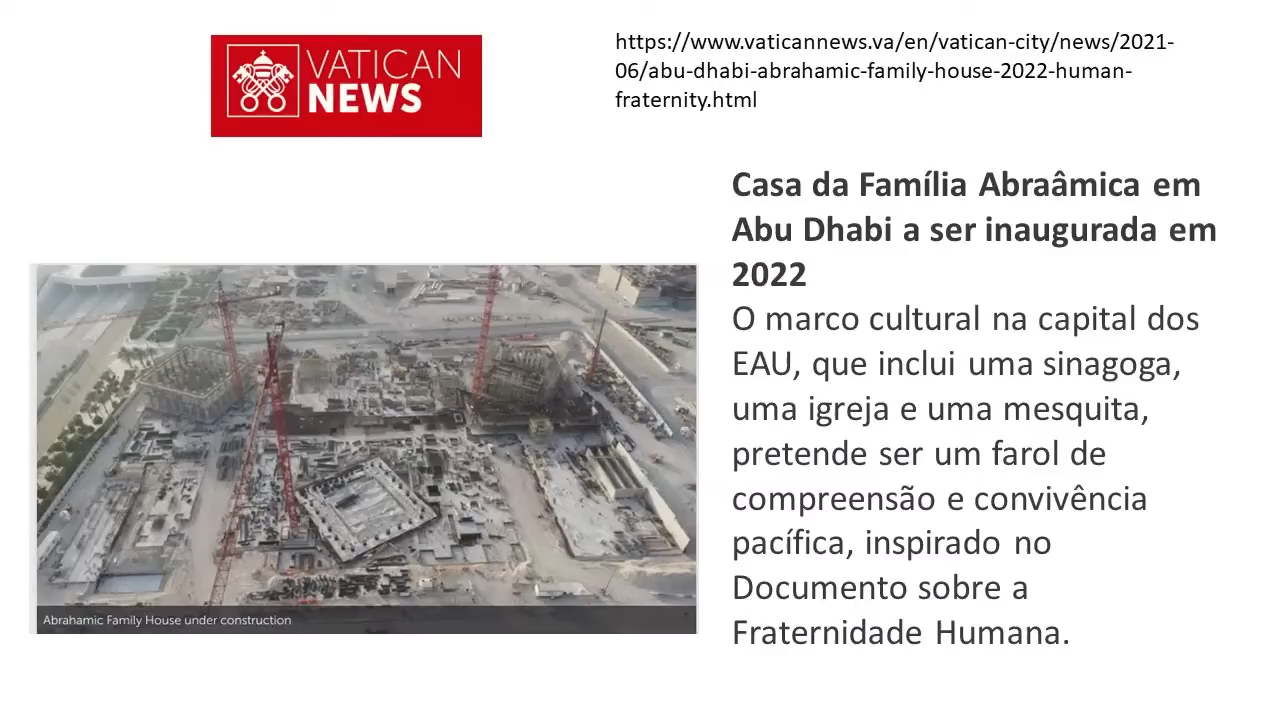 VATICAN
NEWS
https://www.vaticannews.va/en/vatican-city/news/2021-
06/abu-dhabi-abrahamic-family-house-2022-human-
fraternity.html
Casa da Família Abraâmica em
Abu Dhabi a ser inaugurada em
2022
O marco cultural na capital dos
EAU, que inclui uma sinagoga,
uma igreja e uma mesquita,
pretende ser um farol de
compreensão e convivência
pacífica, inspirado no
Documento sobre a
Fraternidade Humana.
Abrahamic Family House under construction